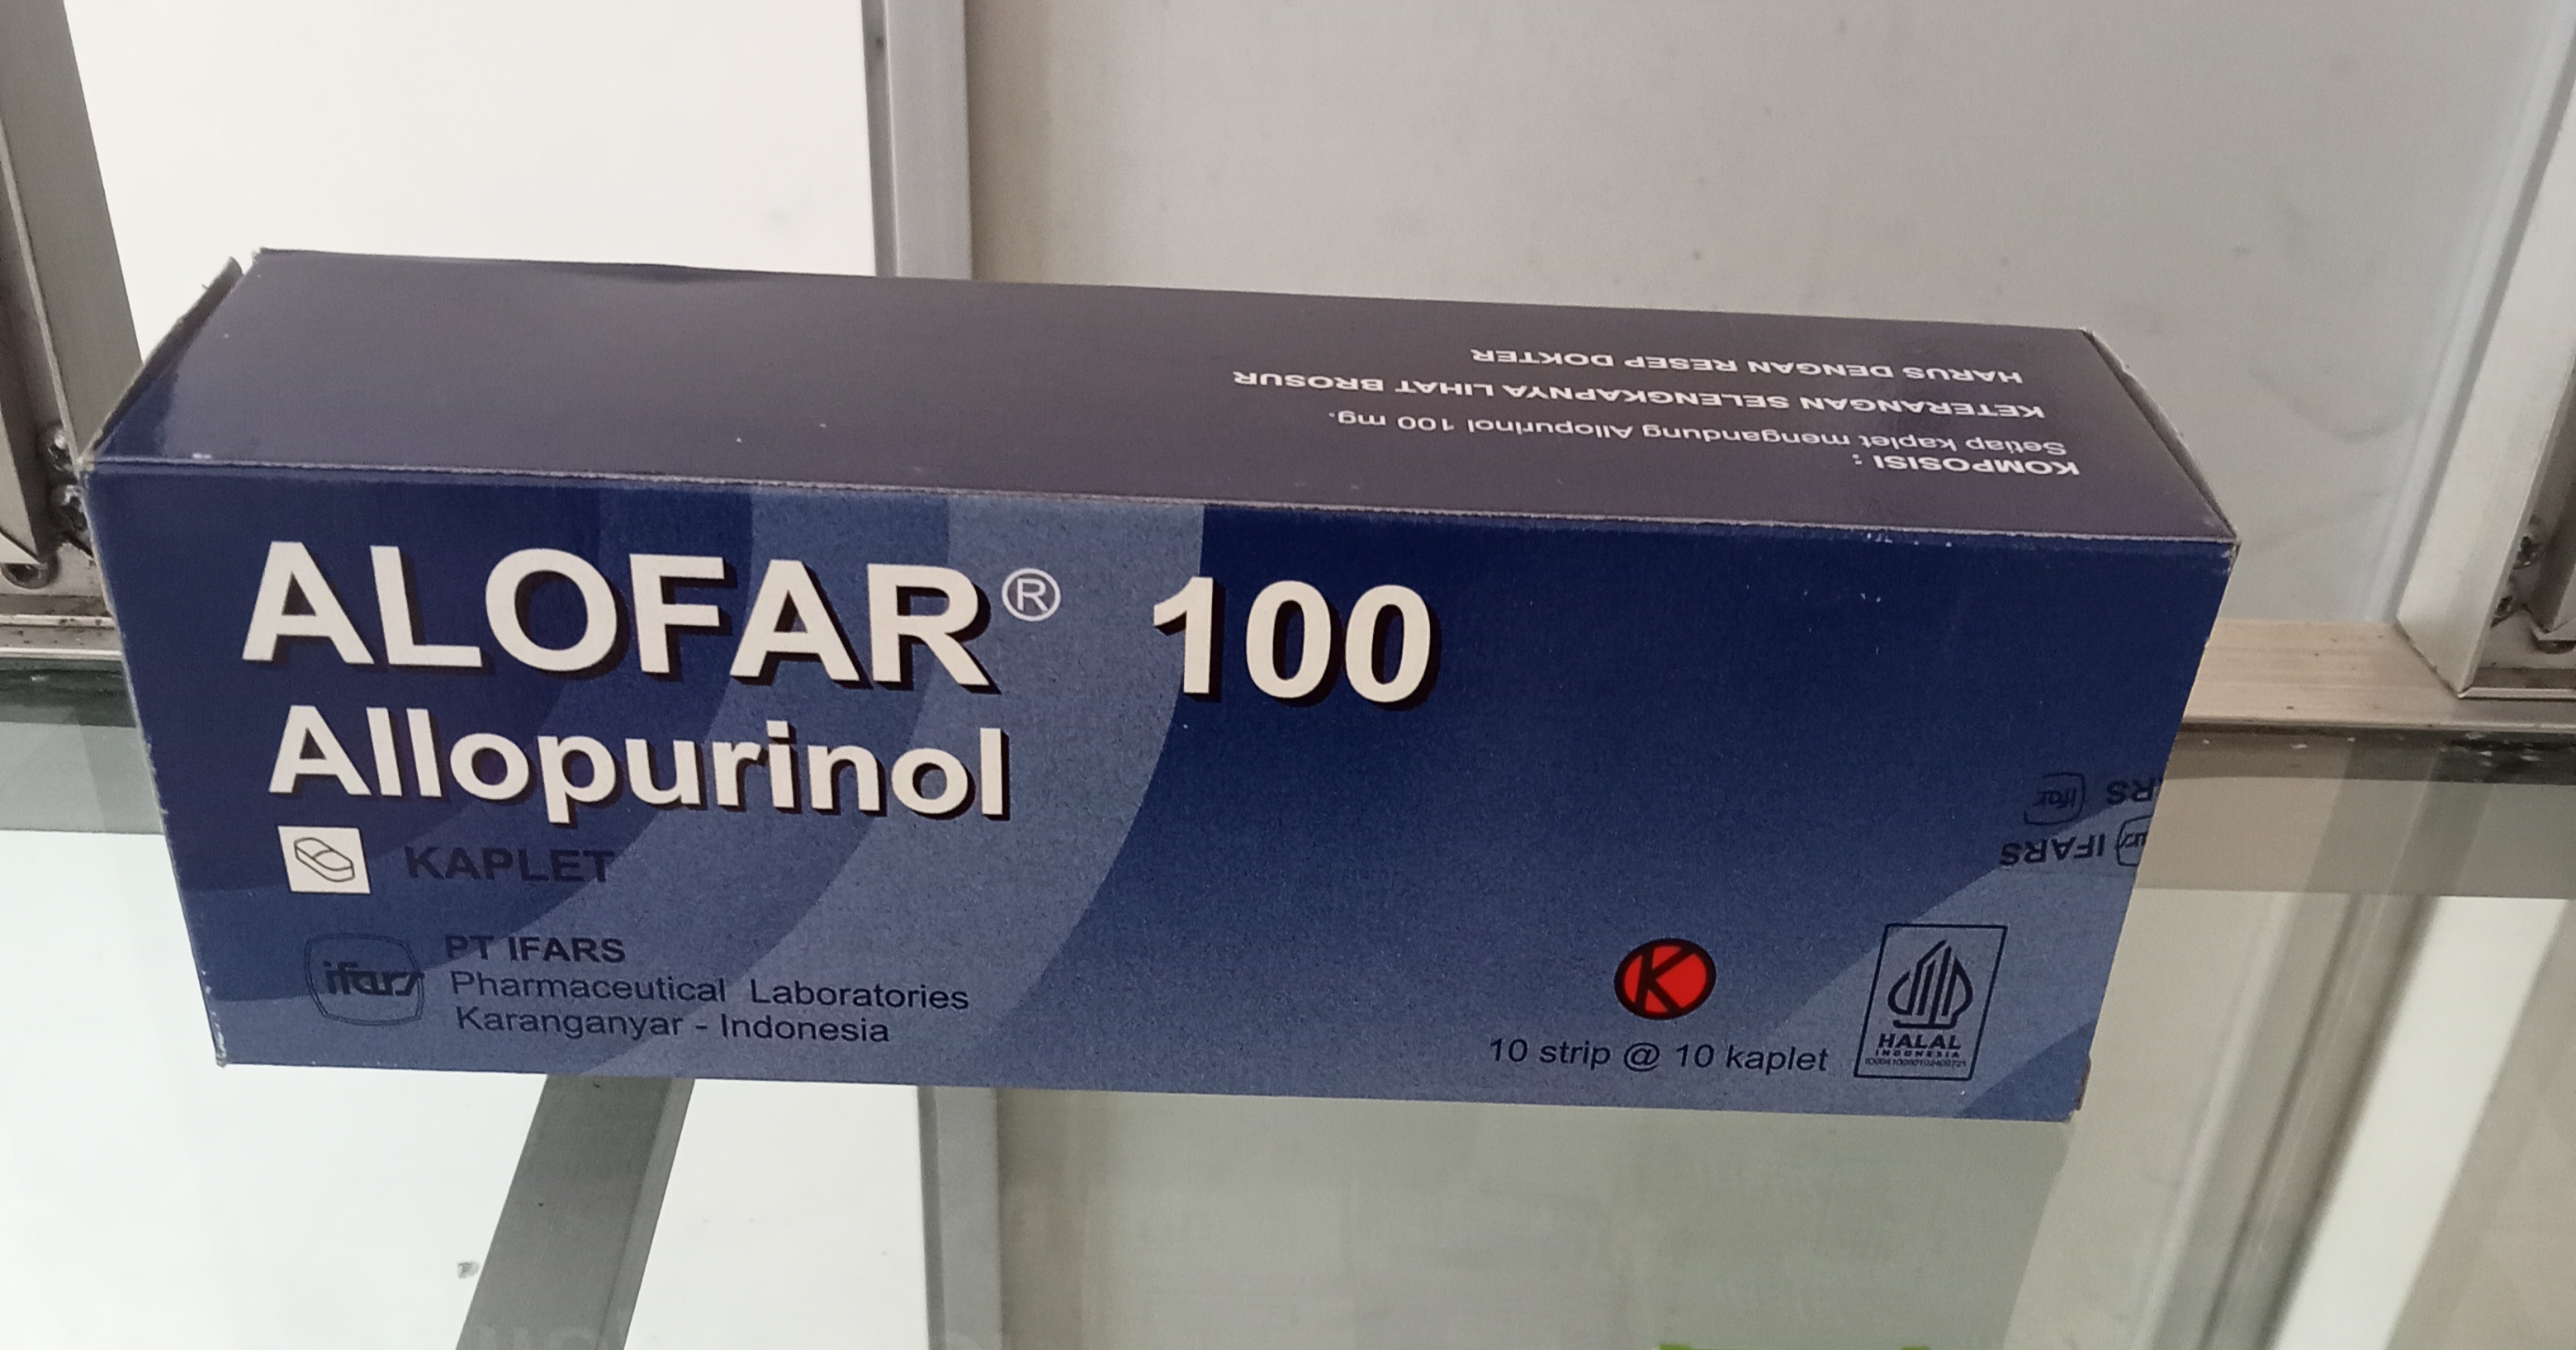 KOMPOSISI :
Setiap kaplet mengandung Allopurinol 100 mg.
KETERANGAN SELENGKAPNYA LIHAT BROSUR
HARUS DENGAN RESEP DOKTER
ALOFAR® 100
Allopurinol
KAPLET
ifars
PT IFARS
Pharmaceutical Laboratories
Karanganyar - Indonesia
K
10 strip @ 10 kaplet
HALAL
INDONESIA
IFARS